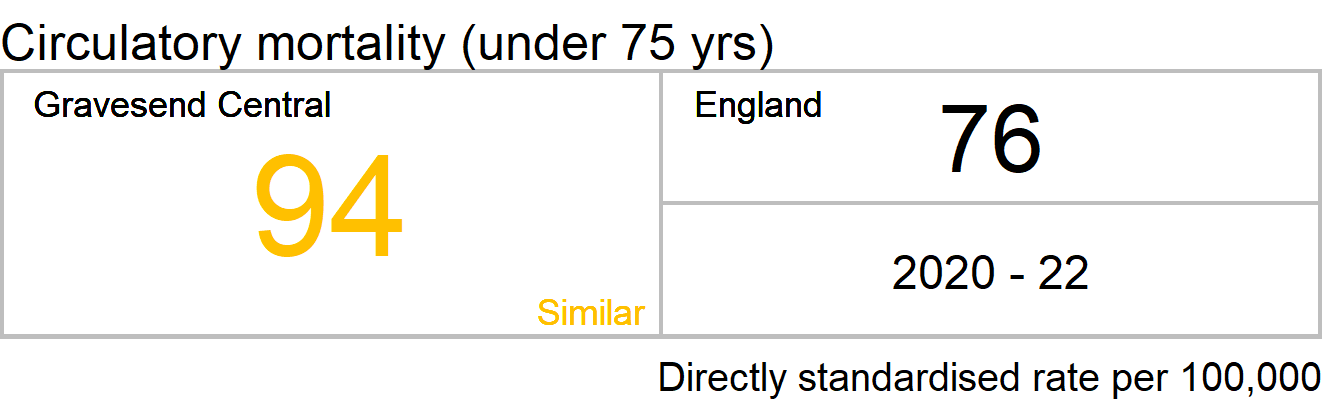 Circulatory mortality (under 75 yrs)
Gravesend Central
94
Similar
England
76
2020 - 22
Directly standardised rate per 100,000